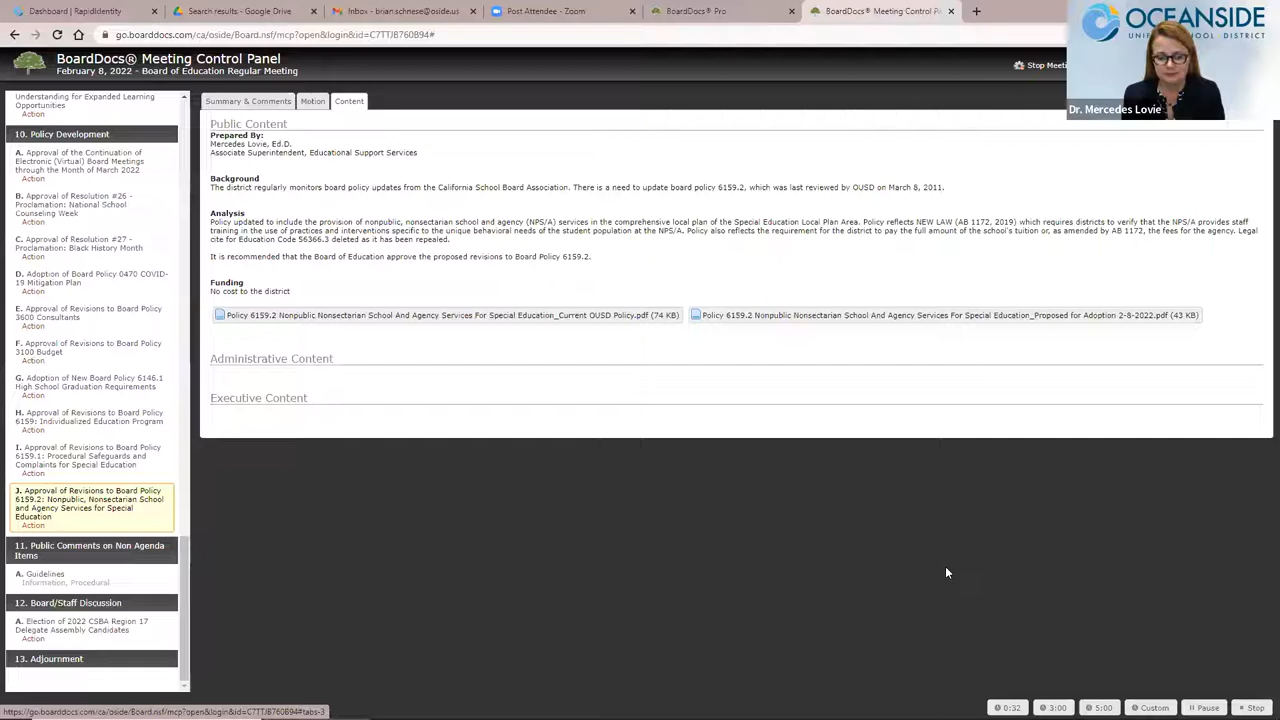 Dashboard | RapidIdentity
Search results - Google Drive
Inbox - brian.schnese@oside.us
Post Attendee - Zoom
BoardDocs® Pro
BoardDocs® Meeting Control Pa
go.boarddocs.com/ca/oside/Board.nsf/mcp?open&login&id=C7TTJB760B94#
OCEANSIDE
UNIFIED SCHOOL DISTRICT
Dr. Mercedes Lovie
BoardDocs® Meeting Control Panel
February 8, 2022 - Board of Education Regular Meeting
Stop Meeti
Understanding for Expanded Learning
Opportunities
Action
10. Policy Development
A. Approval of the Continuation of
Electronic (Virtual) Board Meetings
through the Month of March 2022
Action
B. Approval of Resolution #26 -
Proclamation: National School
Counseling Week
Action
C. Approval of Resolution #27 -
Proclamation: Black History Month
Action
D. Adoption of Board Policy 0470 COVID-
19 Mitigation Plan
Action
E. Approval of Revisions to Board Policy
3600 Consultants
Action
F. Approval of Revisions to Board Policy
3100 Budget
Action
G. Adoption of New Board Policy 6146.1
High School Graduation Requirements
Action
H. Approval of Revisions to Board Policy
6159: Individualized Education Program
Action
I. Approval of Revisions to Board Policy
6159.1: Procedural Safeguards and
Complaints for Special Education
Action
J. Approval of Revisions to Board Policy
6159.2: Nonpublic, Nonsectarian School
and Agency Services for Special
Education
Action
11. Public Comments on Non Agenda
Items
A. Guidelines
Information, Procedural
12. Board/Staff Discussion
A. Election of 2022 CSBA Region 17
Delegate Assembly Candidates
Action
13. Adjournment
Summary & Comments
Motion
Content
Public Content
Prepared By:
Mercedes Lovie, Ed.D.
Associate Superintendent, Educational Support Services
Background
The district regularly monitors board policy updates from the California School Board Association. There is a need to update board policy 6159.2, which was last reviewed by OUSD on March 8, 2011.
Analysis
Policy updated to include the provision of nonpublic, nonsectarian school and agency (NPS/A) services in the comprehensive local plan of the Special Education Local Plan Area. Policy reflects NEW LAW (AB 1172, 2019) which requires districts to verify that the NPS/A provides staff
training in the use of practices and interventions specific to the unique behavioral needs of the student population at the NPS/A. Policy also reflects the requirement for the district to pay the full amount of the school's tuition or, as amended by AB 1172, the fees for the agency. Legal
cite for Education Code 56366.3 deleted as it has been repealed.
It is recommended that the Board of Education approve the proposed revisions to Board Policy 6159.2.
Funding
No cost to the district
Policy 6159.2 Nonpublic Nonsectarian School And Agency Services For Special Education_Current OUSD Policy.pdf (74 KB)
Policy 6159.2 Nonpublic Nonsectarian School And Agency Services For Special Education_Proposed for Adoption 2-8-2022.pdf (43 KB)
Administrative Content
Executive Content
https://go.boarddocs.com/ca/oside/Board.nsf/mcp?open&login&id=C7TTJB760B94#tabs-3
0:32
3:00
5:00
Custom
Pause
Stop